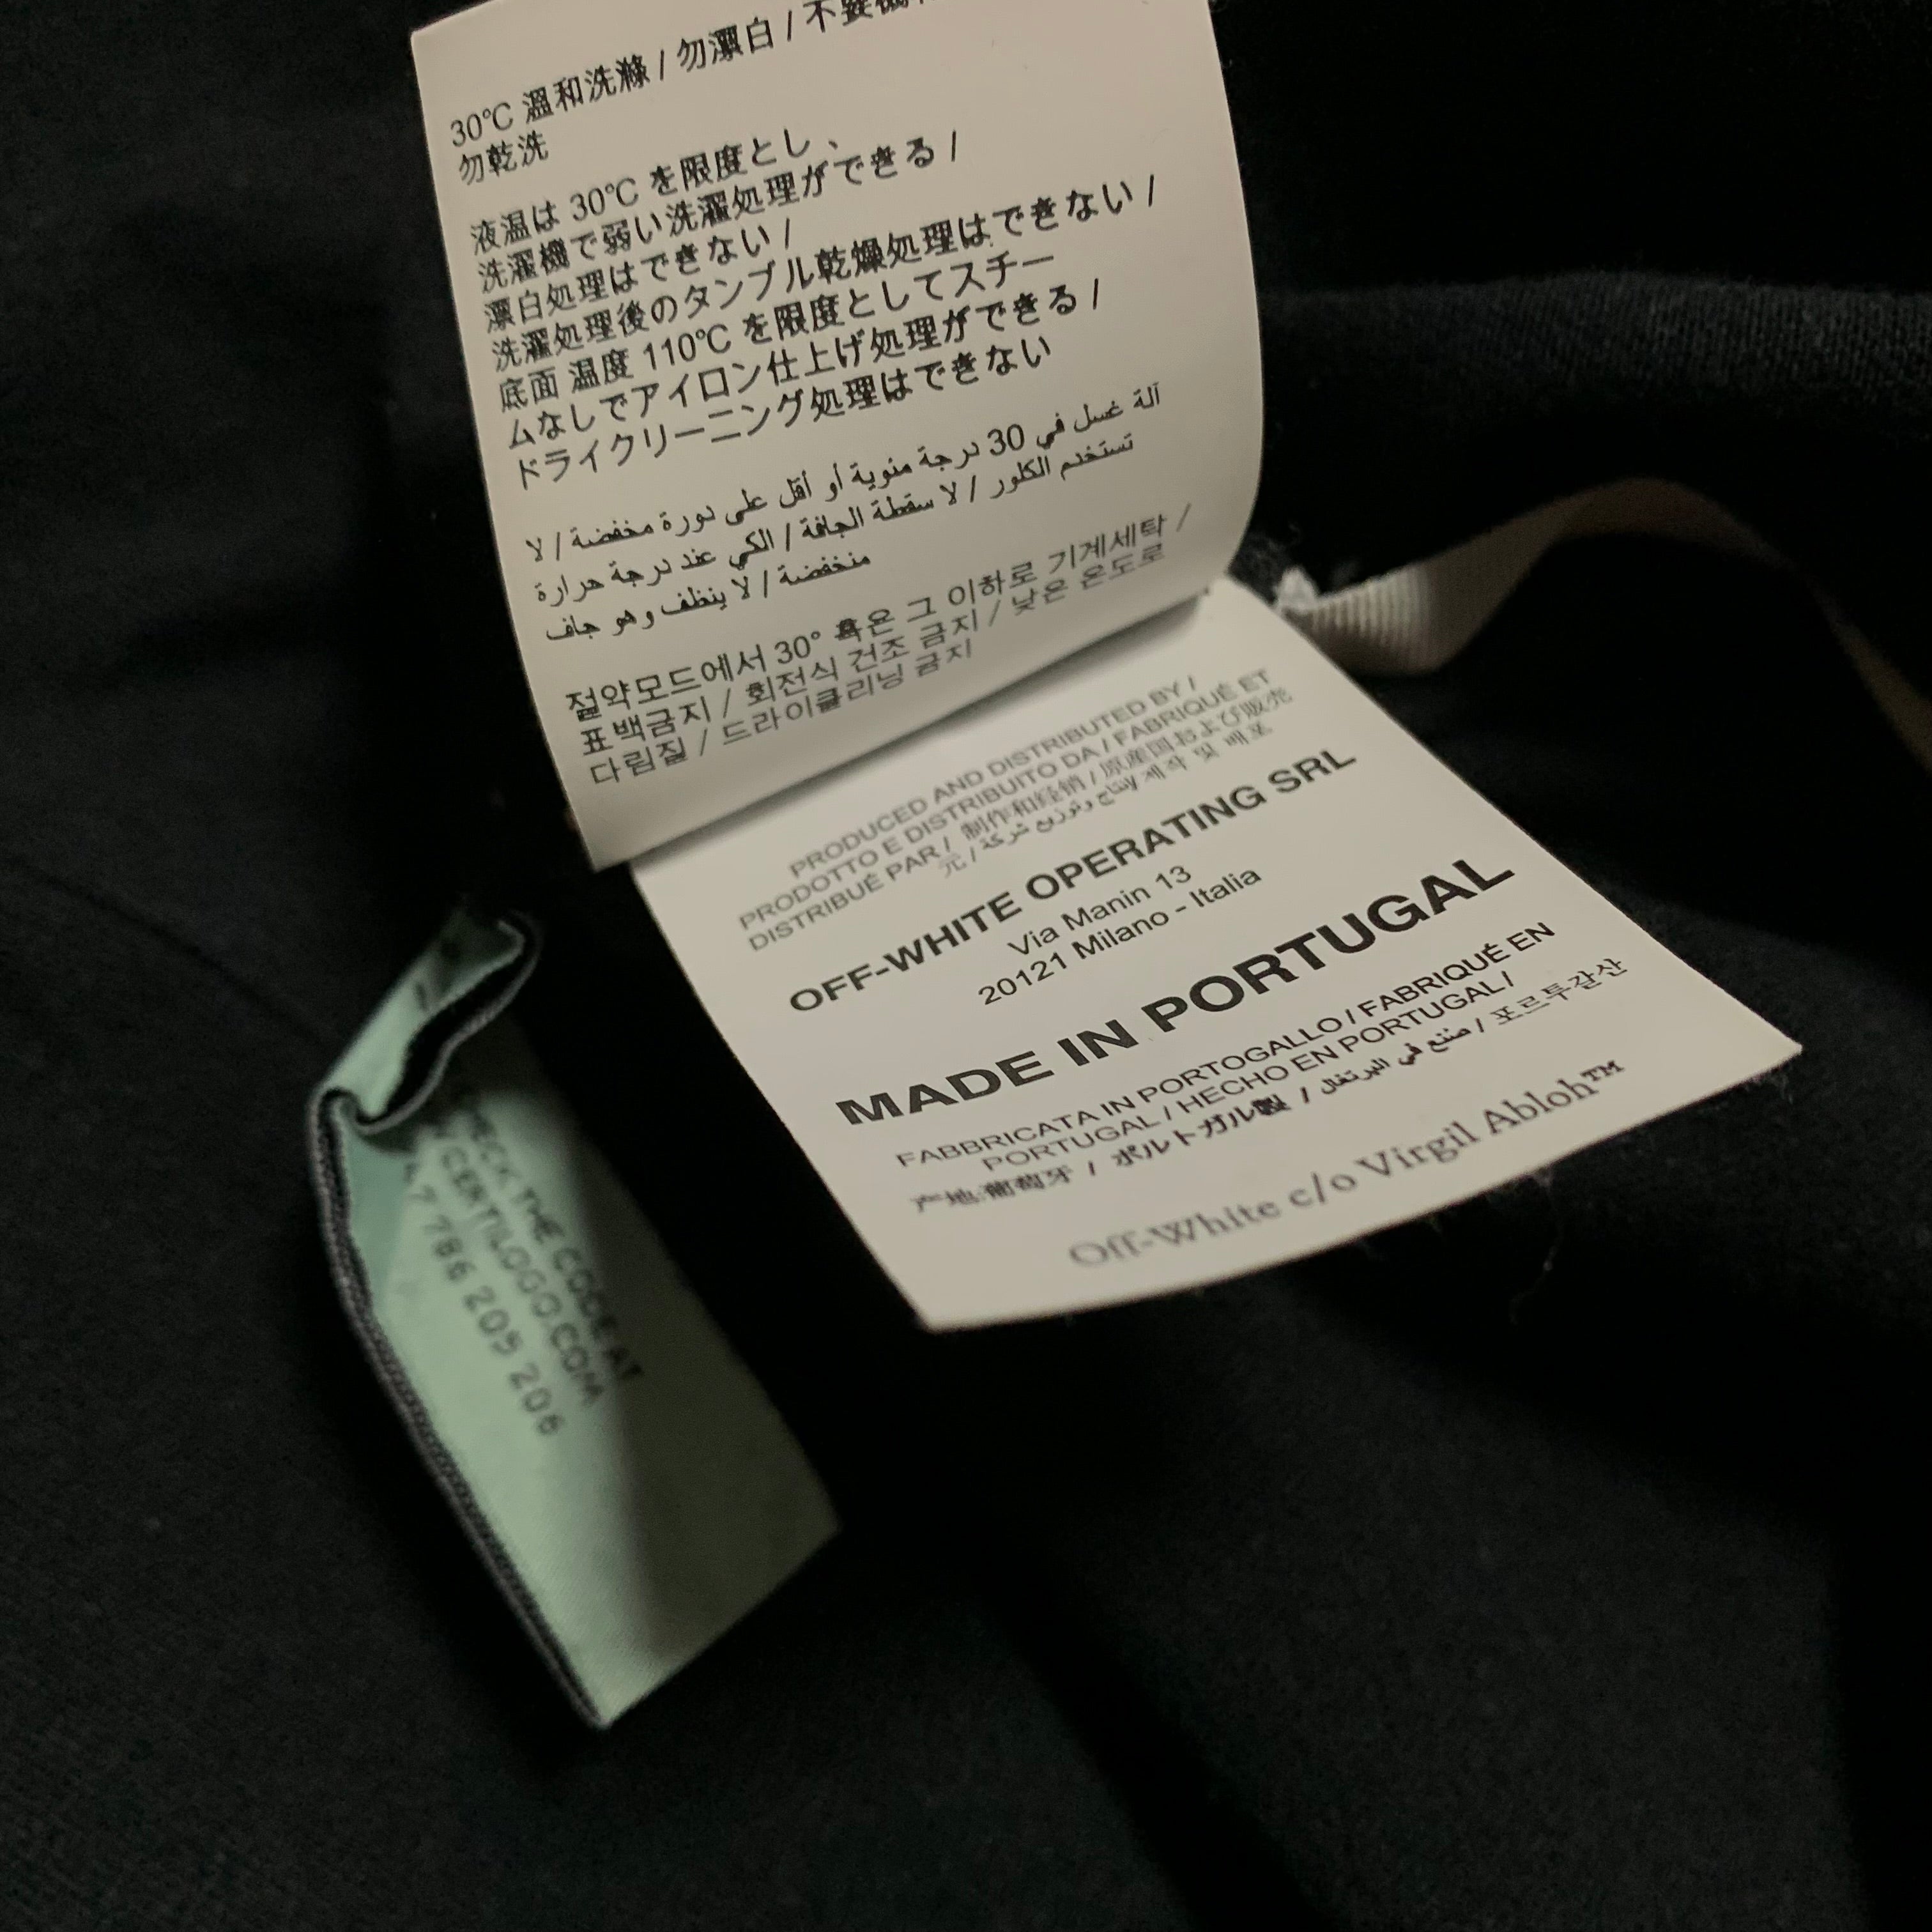 30℃ 溫和洗滌 / 勿漂白 / 不要機
勿乾洗
液温は 30℃ を限度とし 、
洗濯機で弱い洗濯処理ができる /
漂白処理はできない /
洗濯処理後のタンブル乾燥処理はできない /
底面 温度 110℃ を限度としてスチー
ムなしでアイロン仕上げ処理ができる /
ドライクリーニング処理はできない
آلة غسل في 30 درجة مئوية أو أقل على دورة مخفضة / لا
تستخدم الكلور / لا سقطة الجافة / الكي عند درجة حرارة
منخفضة / لا ينظف وهو جاف
절약모드에서 30° 혹은 그 이하로 기계세탁 /
표백금지 / 회전식 건조 금지 / 낮은 온도로
다림질 / 드라이클리닝 금지
PRODUCED AND DISTRIBUTED BY /
PRODOTTO E DISTRIBUITO DA / FABRIQUÉ ET
DISTRIBUÉ PAR / 制作和经销 / 原産国および販売
元 / إنتاج وتوزيع شركة / 제작 및 배포
OFF-WHITE OPERATING SRL
Via Manin 13
20121 Milano - Italia
MADE IN PORTUGAL
FABBRICATA IN PORTOGALLO / FABRIQUÉ EN
PORTUGAL / HECHO EN PORTUGAL /
产地:葡萄牙 / ポルトガル製 / صنع في البرتغال / 포르투갈산
Off-White c/o Virgil Abloh™
THE CODE AT
CERTILOGO.COM
786 209 206